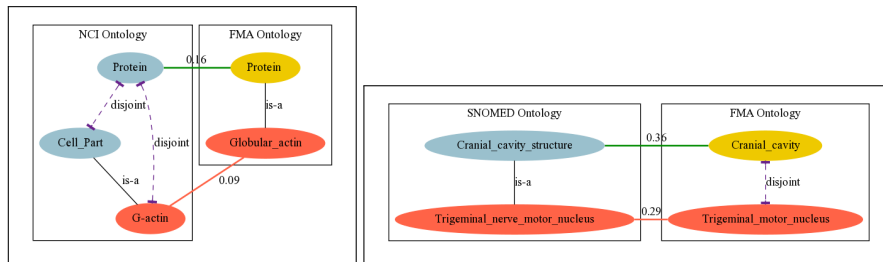 NCI Ontology
FMA Ontology
Protein
0.16
Protein
disjoint
is-a
Cell_Part
disjoint
Globular_actin
is-a
0.09
G-actin
SNOMED Ontology
FMA Ontology
Cranial_cavity_structure
0.36
Cranial_cavity
is-a
disjoint
Trigeminal_nerve_motor_nucleus
0.29
Trigeminal_motor_nucleus